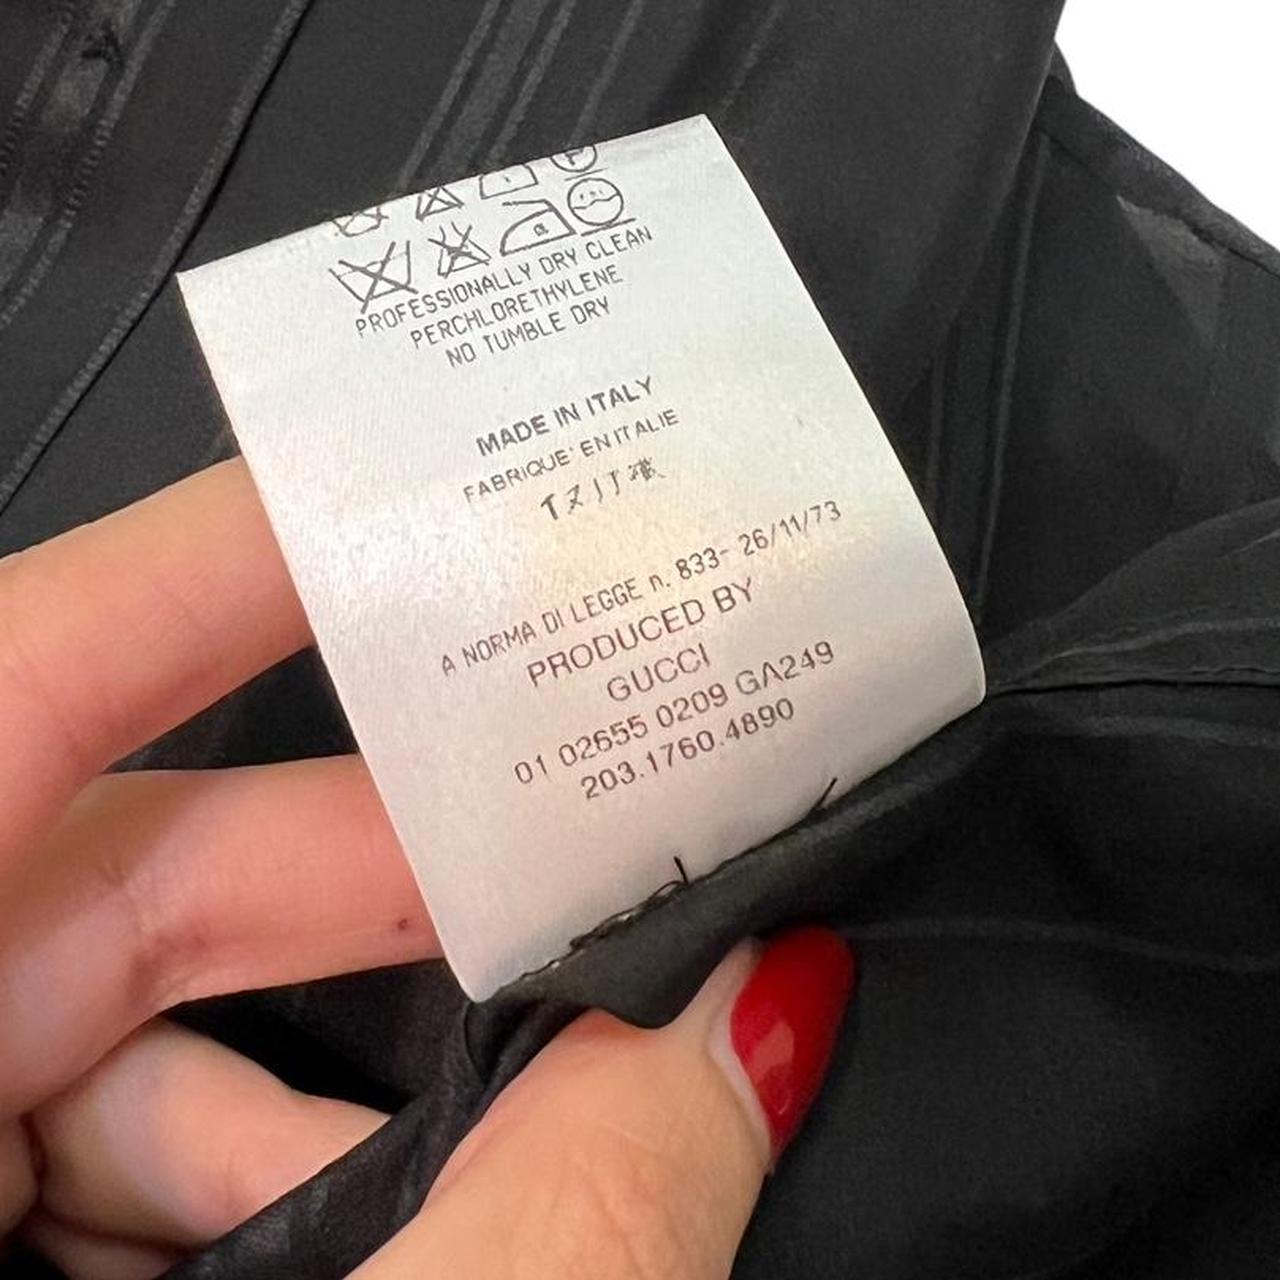 PROFESSIONALLY DRY CLEAN
PERCHLORETHYLENE
NO TUMBLE DRY
MADE IN ITALY
FABRIQUE' EN ITALIE
A NORMA DI LEGGE n. 833- 26/11/73
PRODUCED BY
GUCCI
01 02655 0209 GA249
203.1760.4890